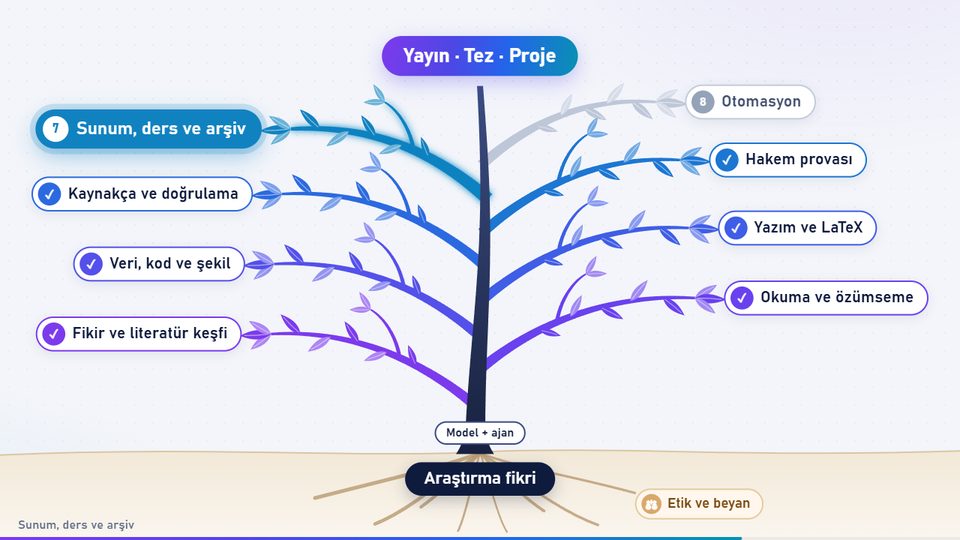 Yayın · Tez · Proje
8 Otomasyon
7 Sunum, ders ve arşiv
Hakem provası
Kaynakça ve doğrulama
Yazım ve LaTeX
Veri, kod ve şekil
Okuma ve özümseme
Fikir ve literatür keşfi
Model + ajan
Araştırma fikri
Etik ve beyan
Sunum, ders ve arşiv